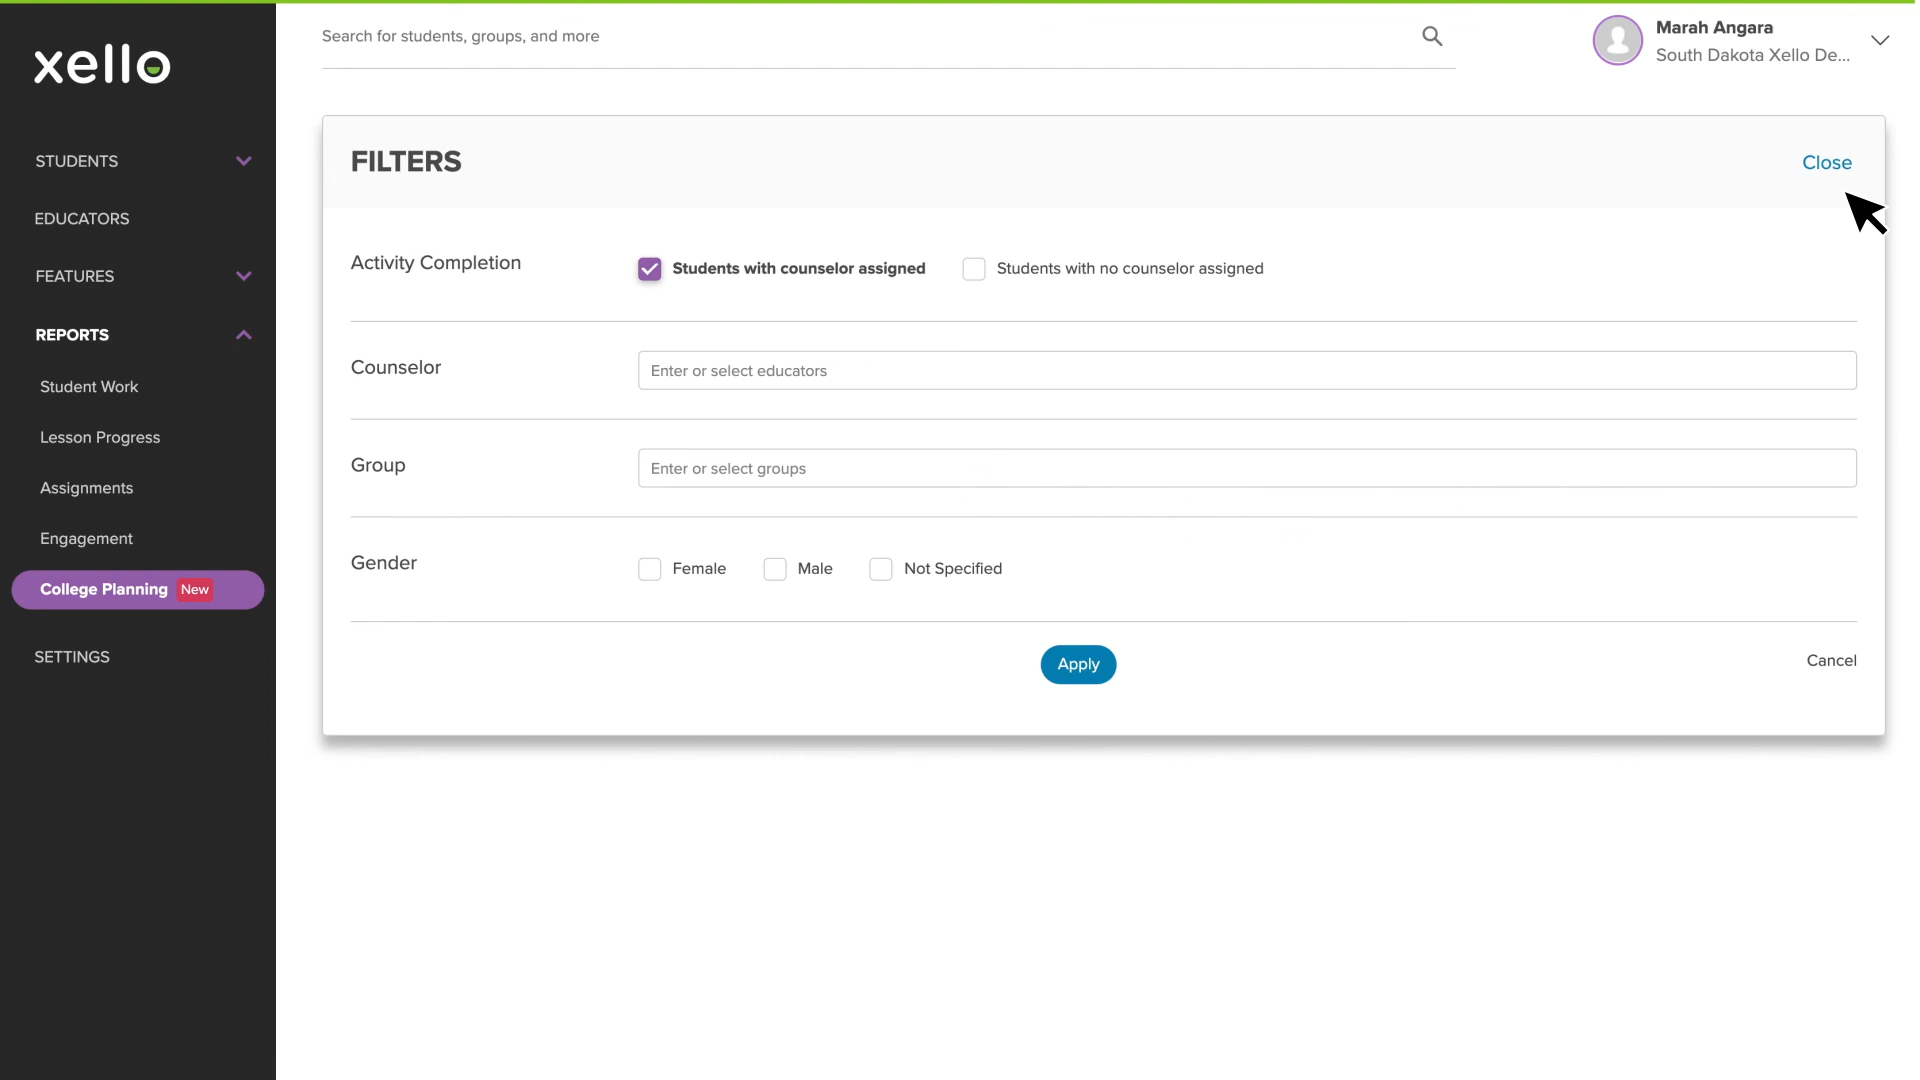 xello
Search for students, groups, and more
Marah Angara
South Dakota Xello De...
STUDENTS
EDUCATORS
FEATURES
REPORTS
Student Work
Lesson Progress
Assignments
Engagement
College Planning New
SETTINGS
FILTERS
Close
Activity Completion
Students with counselor assigned
Students with no counselor assigned
Counselor
Enter or select educators
Group
Enter or select groups
Gender
Female
Male
Not Specified
Apply
Cancel